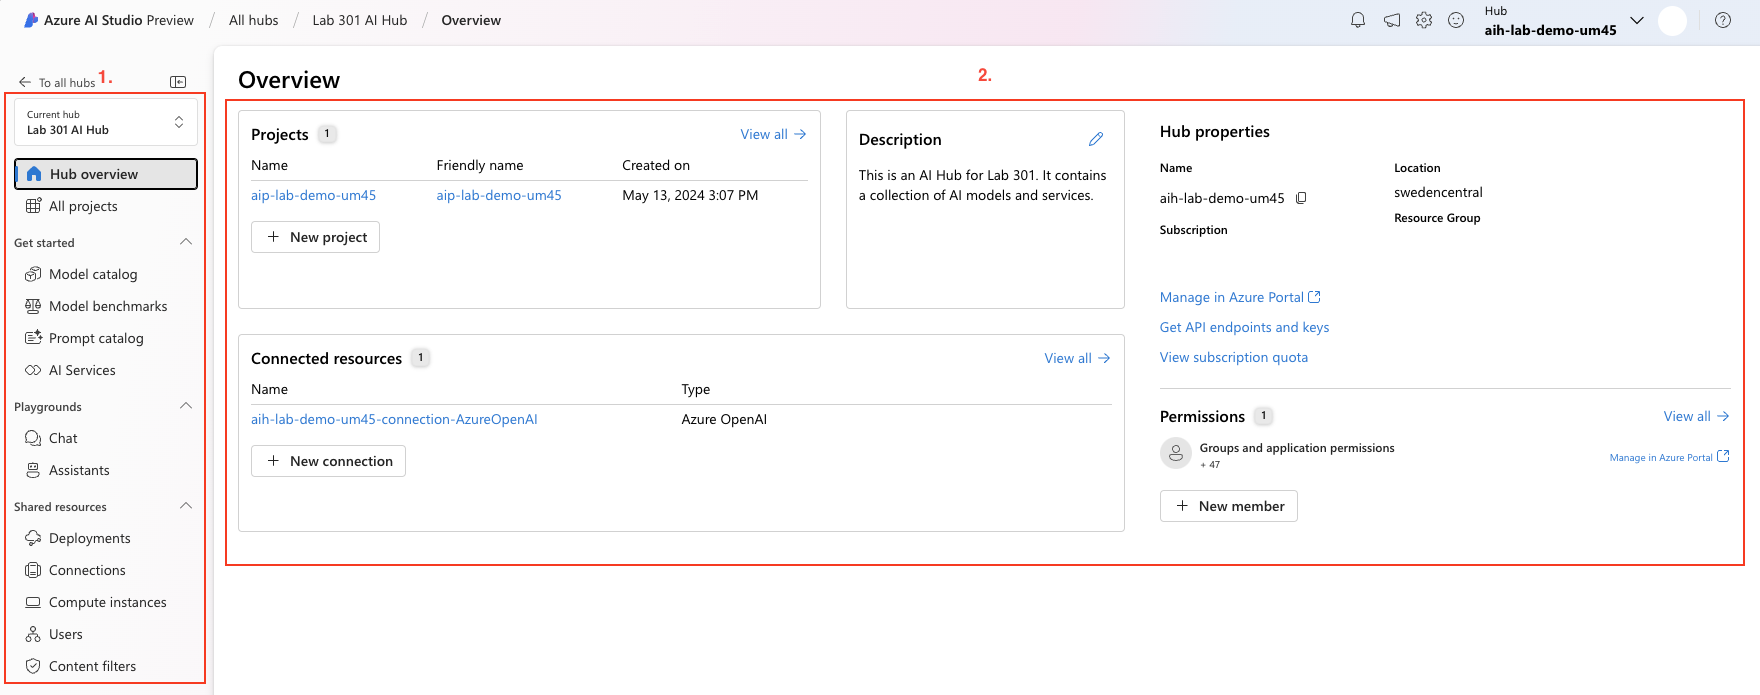 Azure AI Studio Preview / All hubs / Lab 301 AI Hub / Overview
Hub
aih-lab-demo-um45
To all hubs
1.
Current hub
Lab 301 AI Hub
Hub overview
All projects
Get started
Model catalog
Model benchmarks
Prompt catalog
AI Services
Playgrounds
Chat
Assistants
Shared resources
Deployments
Connections
Compute instances
Users
Content filters
Overview
2.
Projects 1 View all
Name Friendly name Created on
aip-lab-demo-um45 aip-lab-demo-um45 May 13, 2024 3:07 PM
+ New project
Description
This is an AI Hub for Lab 301. It contains
a collection of AI models and services.
Connected resources 1 View all
Name Type
aih-lab-demo-um45-connection-AzureOpenAI Azure OpenAI
+ New connection
Hub properties
Name
aih-lab-demo-um45
Subscription
Location
swedencentral
Resource Group
Manage in Azure Portal
Get API endpoints and keys
View subscription quota
Permissions 1 View all
Groups and application permissions
+ 47
Manage in Azure Portal
+ New member